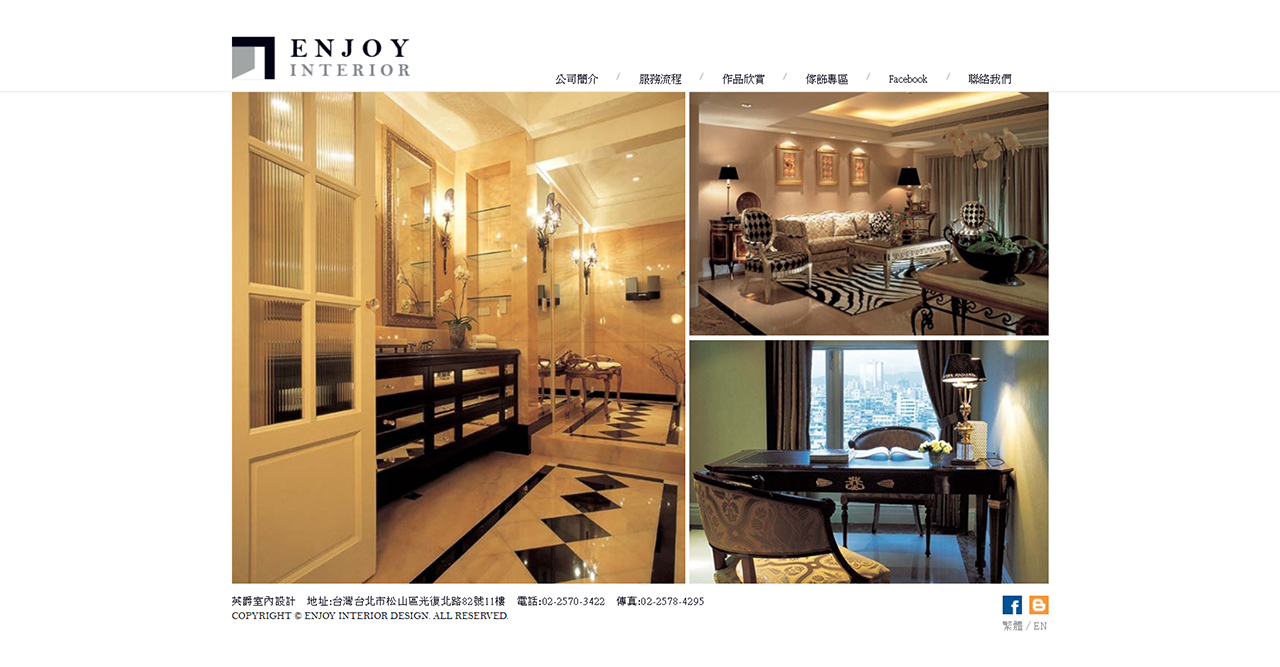 ENJOY
INTERIOR
公司簡介 / 服務流程 / 作品欣賞 / 傢飾專區 / Facebook / 聯絡我們
英爵室內設計 地址:台灣台北市松山區光復北路82號11樓 電話:02-2570-3422 傳真:02-2578-4295
COPYRIGHT © ENJOY INTERIOR DESIGN. ALL RESERVED.
繁體 / EN